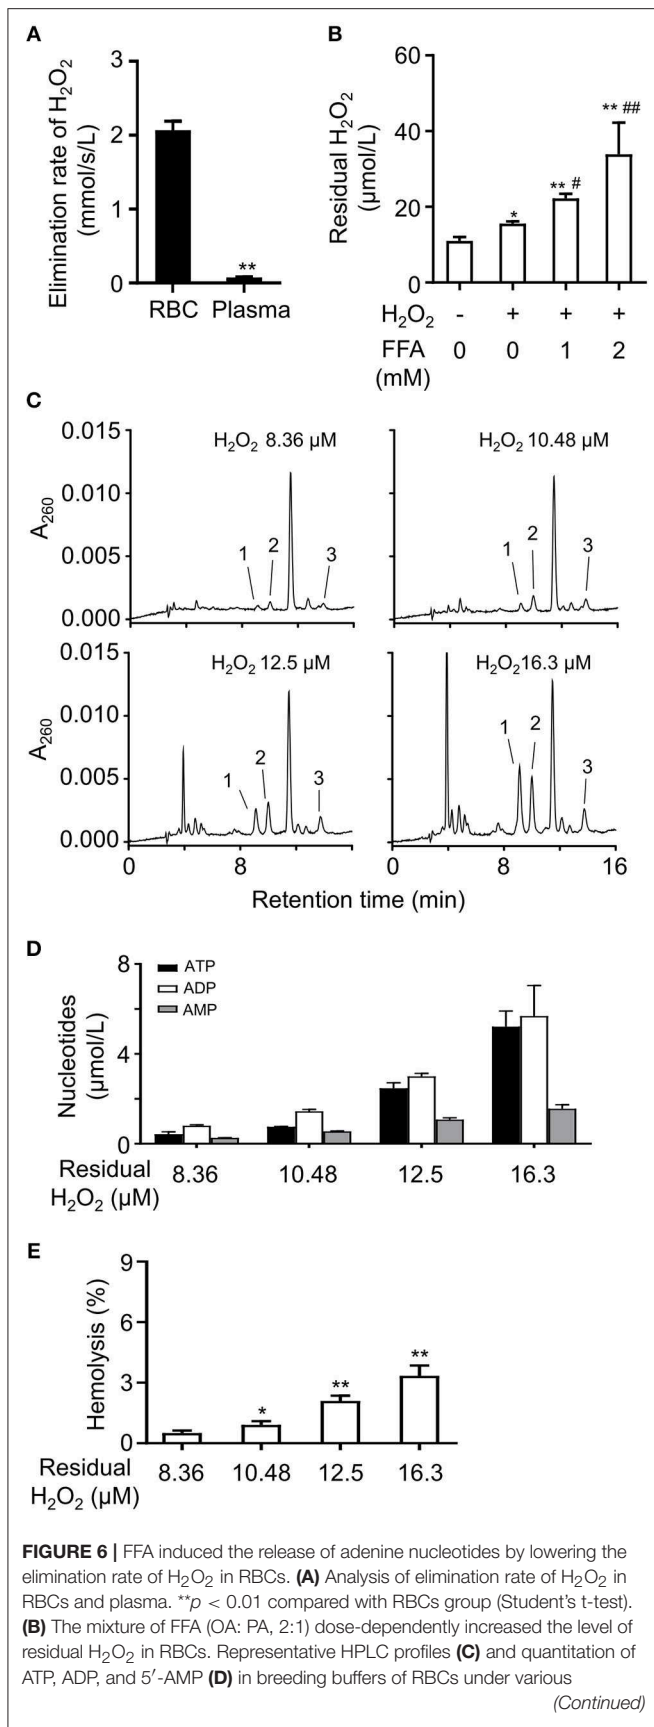 A
Elimination rate of H₂O₂
(mmol/s/L)
3
2
1
0
**
RBC Plasma
B
Residual H₂O₂
(μmol/L)
60
40
20
0
*
** #
** ##
H₂O₂ - + + +
FFA 0 0 1 2
(mM)
C
A₂₆₀
0.015
0.010
0.005
0.000
H₂O₂ 8.36 μM
1 2 3
H₂O₂ 10.48 μM
1 2 3
A₂₆₀
0.015
0.010
0.005
0.000
H₂O₂ 12.5 μM
1 2 3
H₂O₂16.3 μM
1 2 3
0 8 0 8 16
Retention time (min)
D
Nucleotides
(μmol/L)
8
4
0
ATP
ADP
AMP
Residual
H₂O₂ (μM)
8.36 10.48 12.5 16.3
E
Hemolysis (%)
9
6
3
0
* ** **
Residual
H₂O₂ (μM)
8.36 10.48 12.5 16.3
FIGURE 6 | FFA induced the release of adenine nucleotides by lowering the
elimination rate of H₂O₂ in RBCs. (A) Analysis of elimination rate of H₂O₂ in
RBCs and plasma. **p < 0.01 compared with RBCs group (Student's t-test).
(B) The mixture of FFA (OA: PA, 2:1) dose-dependently increased the level of
residual H₂O₂ in RBCs. Representative HPLC profiles (C) and quantitation of
ATP, ADP, and 5′-AMP (D) in breeding buffers of RBCs under various
(Continued)